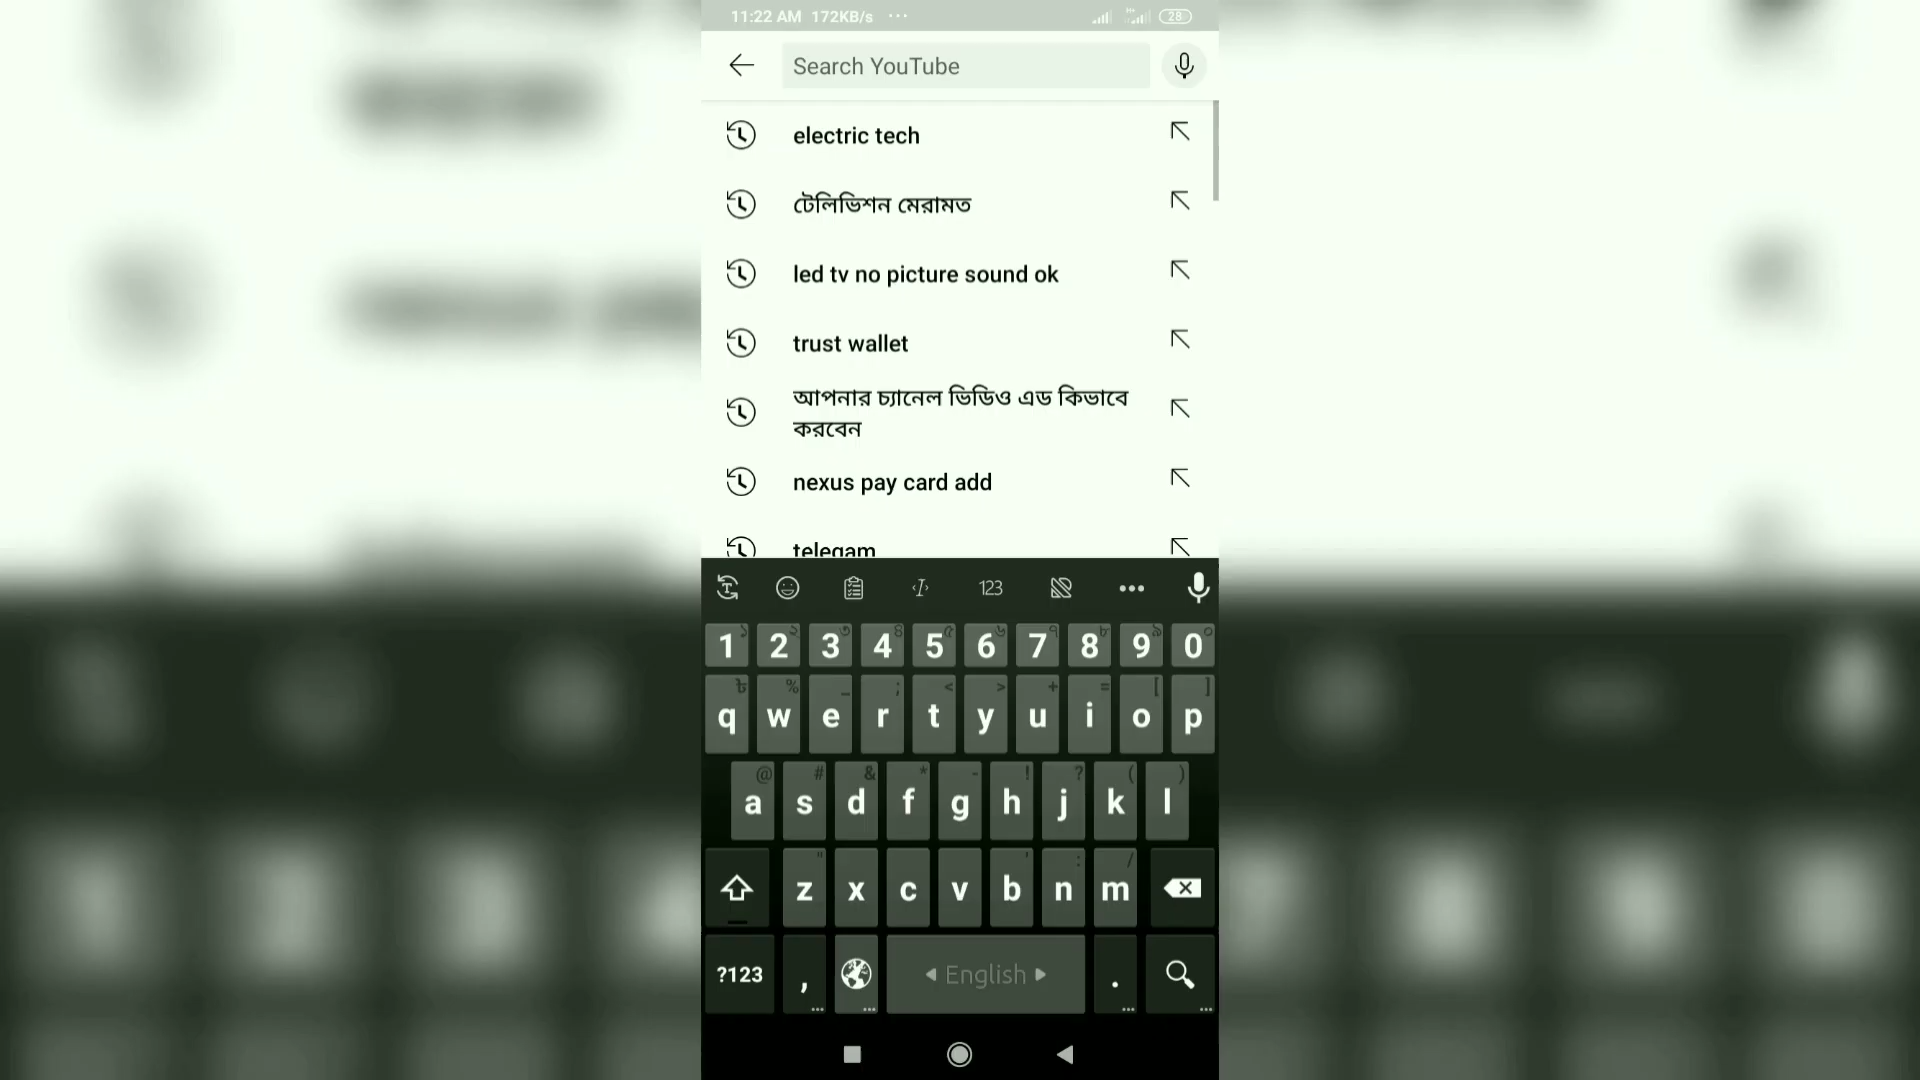 11:22 AM 172KB/s ... 28
Search YouTube
electric tech
টেলিভিশন মেরামত
led tv no picture sound ok
trust wallet
আপনার চ্যানেল ভিডিও এড কিভাবে
করবেন
nexus pay card add
telegam
123
1 2 3 4 5 6 7 8 9 0
q w e r t y u i o p
a s d f g h j k l
z x c v b n m
?123 , English .